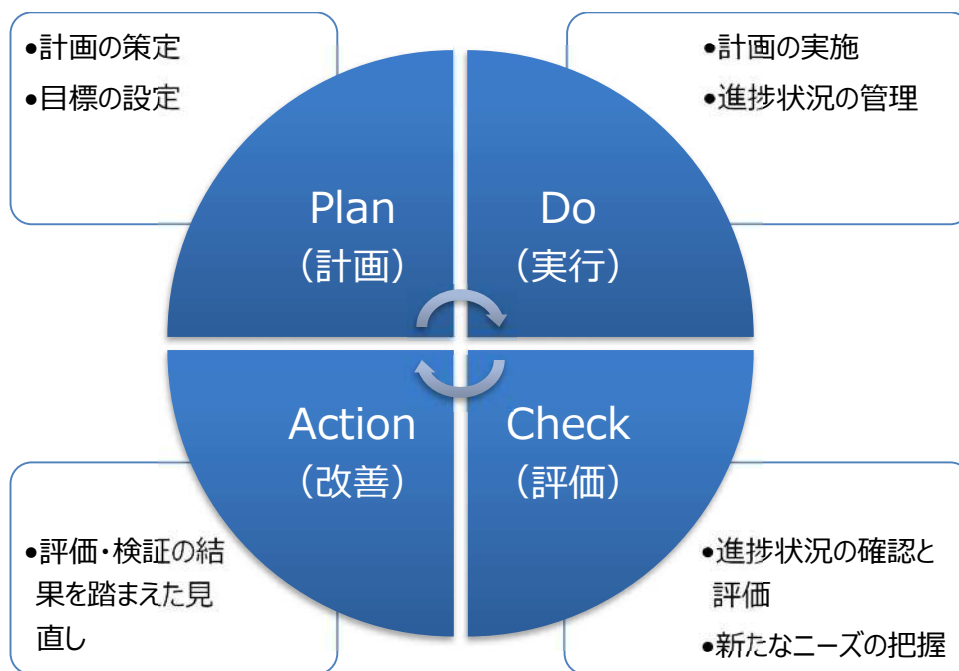 •計画の策定
•目標の設定
•計画の実施
•進捗状況の管理
Plan
（計画）
Do
（実行）
Action
（改善）
Check
（評価）
•評価・検証の結
果を踏まえた見
直し
•進捗状況の確認と
評価
•新たなニーズの把握